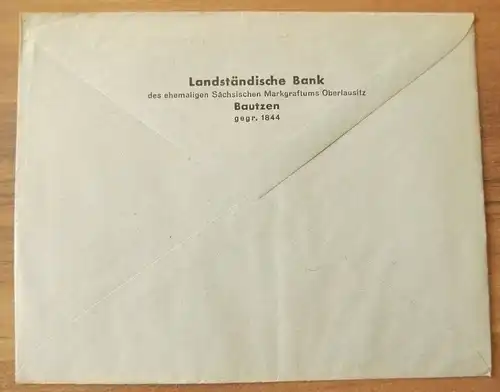 Landständische Bank
des ehemaligen Sächsischen Markgraftums Oberlausitz
Bautzen
gegr. 1844